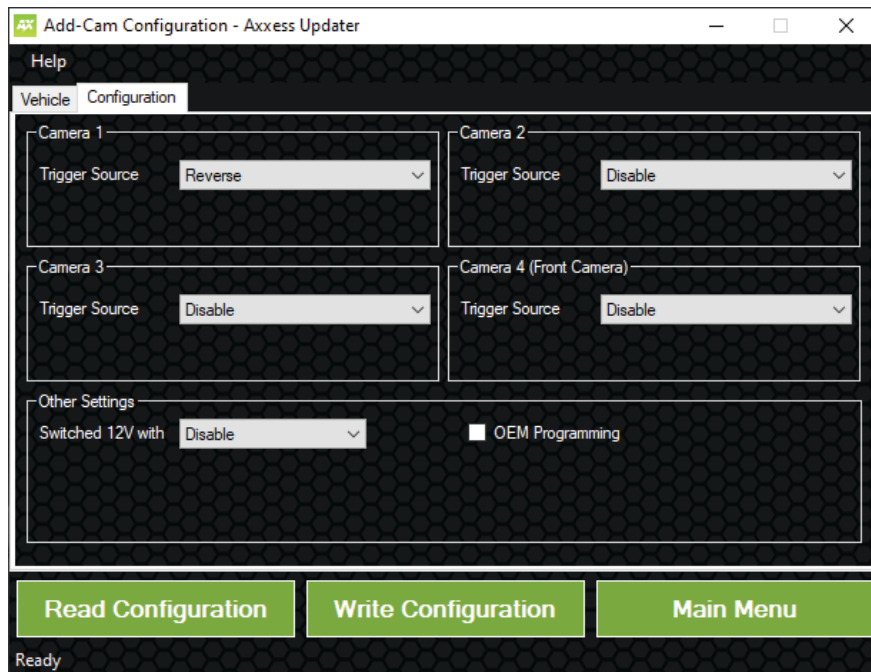 AX Add-Cam Configuration - Axxess Updater
Help
Vehicle Configuration
Camera 1
Trigger Source Reverse
Camera 2
Trigger Source Disable
Camera 3
Trigger Source Disable
Camera 4 (Front Camera)
Trigger Source Disable
Other Settings
Switched 12V with Disable OEM Programming
Read Configuration Write Configuration Main Menu
Ready